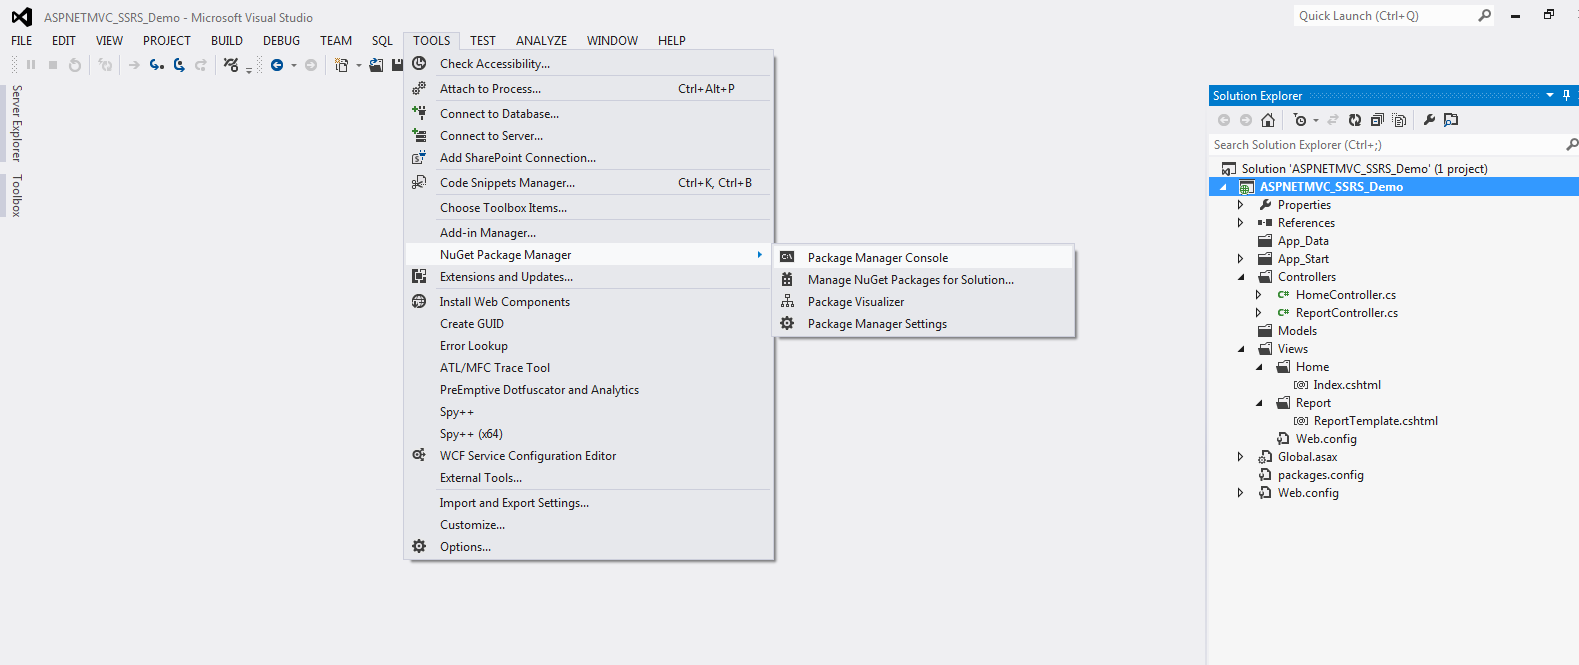 ASPNETMVC_SSRS_Demo - Microsoft Visual Studio
Quick Launch (Ctrl+Q)
FILE EDIT VIEW PROJECT BUILD DEBUG TEAM SQL TOOLS TEST ANALYZE WINDOW HELP
Server Explorer
Toolbox
Check Accessibility...
Attach to Process... Ctrl+Alt+P
Connect to Database...
Connect to Server...
Add SharePoint Connection...
Code Snippets Manager... Ctrl+K, Ctrl+B
Choose Toolbox Items...
Add-in Manager...
NuGet Package Manager
Extensions and Updates...
Install Web Components
Create GUID
Error Lookup
ATL/MFC Trace Tool
PreEmptive Dotfuscator and Analytics
Spy++
Spy++ (x64)
WCF Service Configuration Editor
External Tools...
Import and Export Settings...
Customize...
Options...
Package Manager Console
Manage NuGet Packages for Solution...
Package Visualizer
Package Manager Settings
Solution Explorer
Search Solution Explorer (Ctrl+;)
Solution 'ASPNETMVC_SSRS_Demo' (1 project)
ASPNETMVC_SSRS_Demo
Properties
References
App_Data
App_Start
Controllers
C# HomeController.cs
C# ReportController.cs
Models
Views
Home
[@] Index.cshtml
Report
[@] ReportTemplate.cshtml
Web.config
Global.asax
packages.config
Web.config